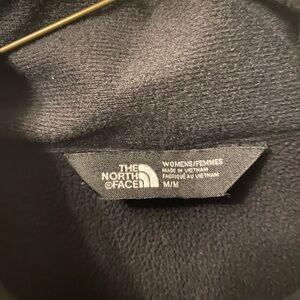 THE
NORTH
©FACE
WOMENS/FEMMES
MADE IN VIETNAM
FABRIQUÉ AU VIETNAM
M/M